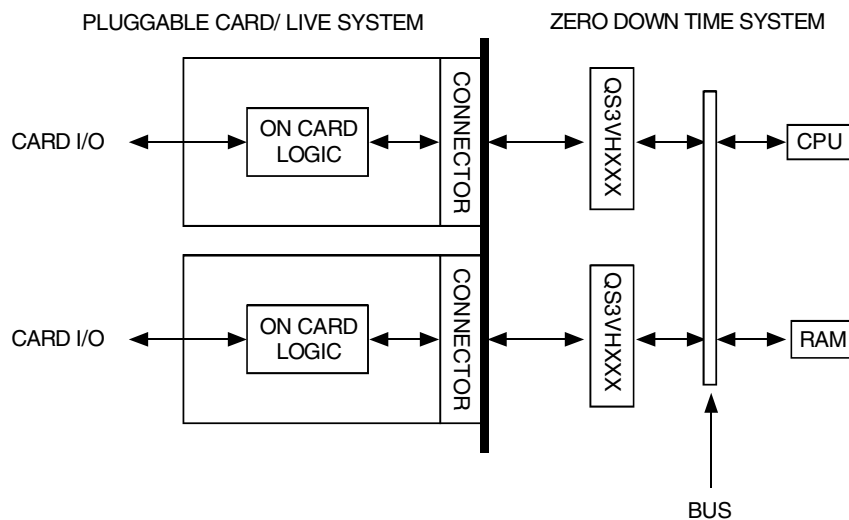 PLUGGABLE CARD/ LIVE SYSTEM
ZERO DOWN TIME SYSTEM
CARD I/O
ON CARD
LOGIC
CONNECTOR
QS3VHXXX
CPU
CARD I/O
ON CARD
LOGIC
CONNECTOR
QS3VHXXX
RAM
BUS